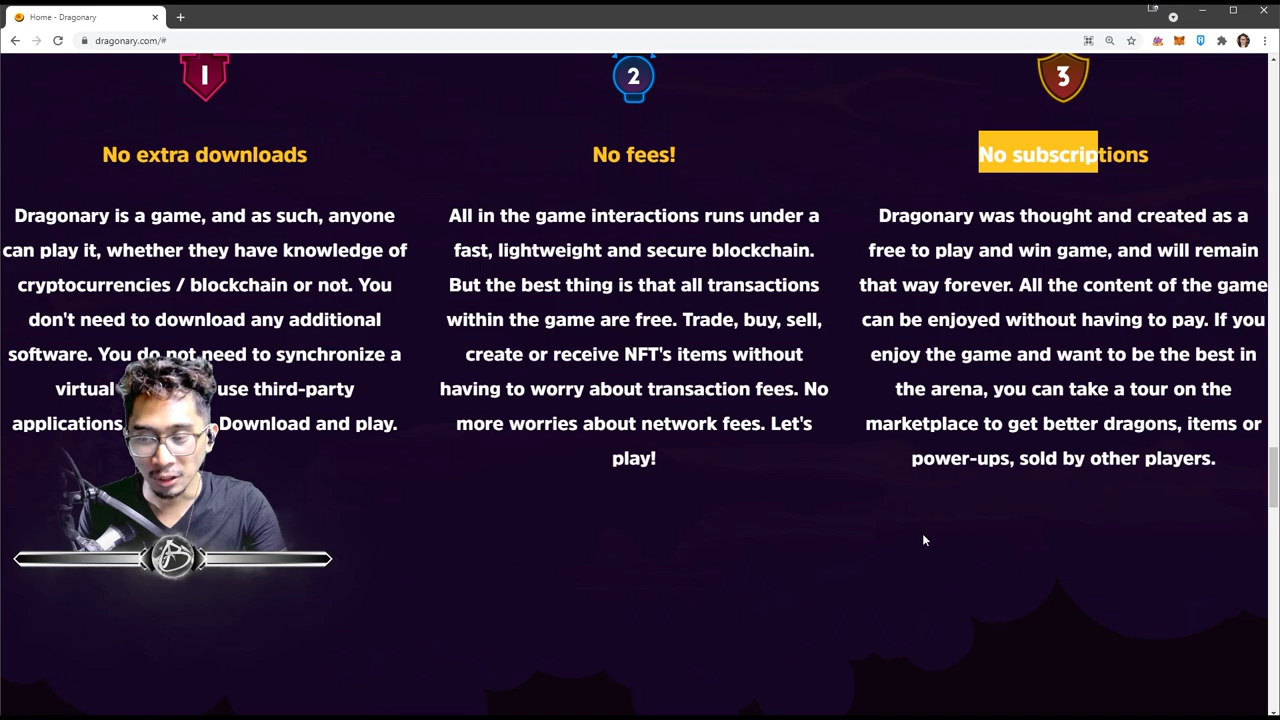 Home - Dragonary
dragonary.com/#
1
No extra downloads
Dragonary is a game, and as such, anyone
can play it, whether they have knowledge of
cryptocurrencies / blockchain or not. You
don't need to download any additional
software. You do not need to synchronize a
virtual use third-party
applications Download and play.
2
No fees!
All in the game interactions runs under a
fast, lightweight and secure blockchain.
But the best thing is that all transactions
within the game are free. Trade, buy, sell,
create or receive NFT's items without
having to worry about transaction fees. No
more worries about network fees. Let's
play!
3
No subscriptions
Dragonary was thought and created as a
free to play and win game, and will remain
that way forever. All the content of the game
can be enjoyed without having to pay. If you
enjoy the game and want to be the best in
the arena, you can take a tour on the
marketplace to get better dragons, items or
power-ups, sold by other players.